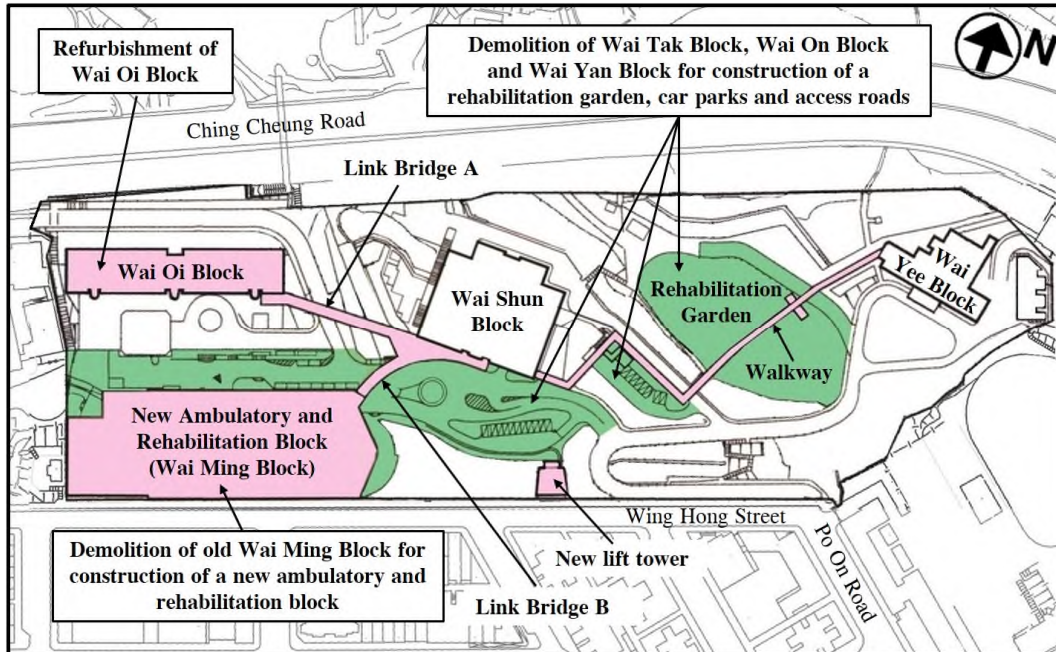 Refurbishment of
Wai Oi Block
Demolition of Wai Tak Block, Wai On Block
and Wai Yan Block for construction of a
rehabilitation garden, car parks and access roads
N
Ching Cheung Road
Link Bridge A
Wai Oi Block
Wai Shun
Block
Rehabilitation
Garden
Wai
Yee Block
Walkway
New Ambulatory and
Rehabilitation Block
(Wai Ming Block)
Wing Hong Street
Demolition of old Wai Ming Block for
construction of a new ambulatory and
rehabilitation block
New lift tower
Link Bridge B
Po On Road